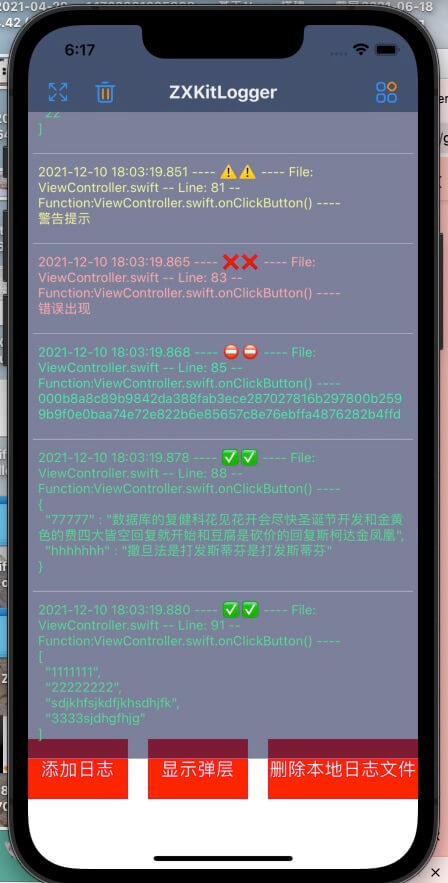 6:17
ZXKitLogger
22
]
2021-12-10 18:03:19.851 ---- ⚠️⚠️ ---- File:
ViewController.swift -- Line: 81 --
Function:ViewController.swift.onClickButton() ----
警告提示
2021-12-10 18:03:19.865 ---- ❌❌ ---- File:
ViewController.swift -- Line: 83 --
Function:ViewController.swift.onClickButton() ----
错误出现
2021-12-10 18:03:19.868 ---- ⛔️⛔️ ---- File:
ViewController.swift -- Line: 85 --
Function:ViewController.swift.onClickButton() ----
000b8a8c89b9842da388fab3ece287027816b297800b259
9b9f0e0baa74e72e822b6e85657c8e76ebffa4876282b4ffd
2021-12-10 18:03:19.878 ---- ✅✅ ---- File:
ViewController.swift -- Line: 88 --
Function:ViewController.swift.onClickButton() ----
{
"77777" : "数据库的复健科花见花开会尽快圣诞节开发和金黄
色的费四大皆空回复就开始和豆腐是砍价的回复斯柯达金凤凰",
"hhhhhhh" : "撒旦法是打发斯蒂芬是打发斯蒂芬"
}
2021-12-10 18:03:19.880 ---- ✅✅ ---- File:
ViewController.swift -- Line: 91 --
Function:ViewController.swift.onClickButton() ----
[
"1111111",
"22222222",
"sdjkhfsjkdfjkhsdhjfk",
"3333sjdhgfhjg"
]
添加日志
显示弹层
删除本地日志文件